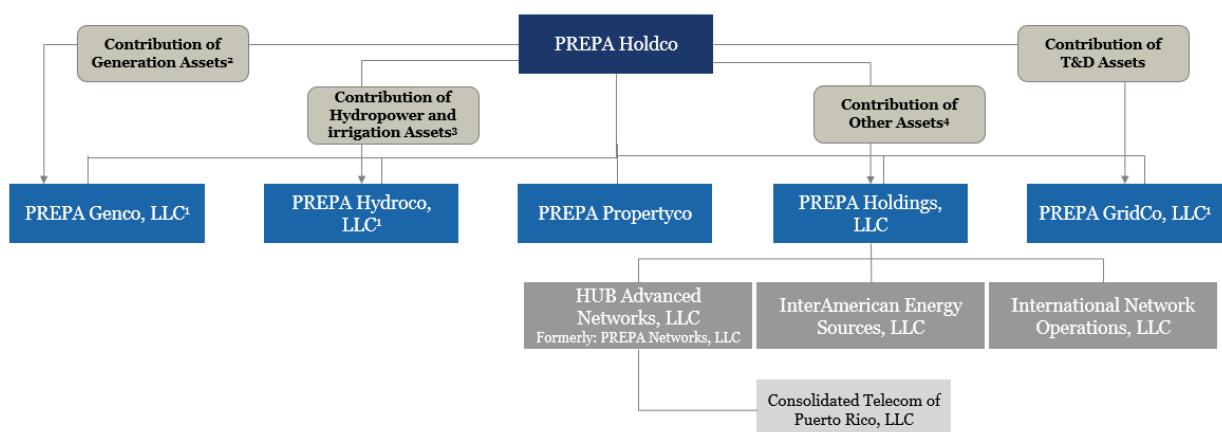 Contribution of
Generation Assets²
PREPA Holdco
Contribution of
T&D Assets
Contribution of
Hydropower and
irrigation Assets³
Contribution of
Other Assets⁴
PREPA Genco, LLC¹
PREPA Hydroco,
LLC¹
PREPA Propertyco
PREPA Holdings,
LLC
PREPA GridCo, LLC¹
HUB Advanced
Networks, LLC
Formerly: PREPA Networks, LLC
InterAmerican Energy
Sources, LLC
International Network
Operations, LLC
Consolidated Telecom of
Puerto Rico, LLC